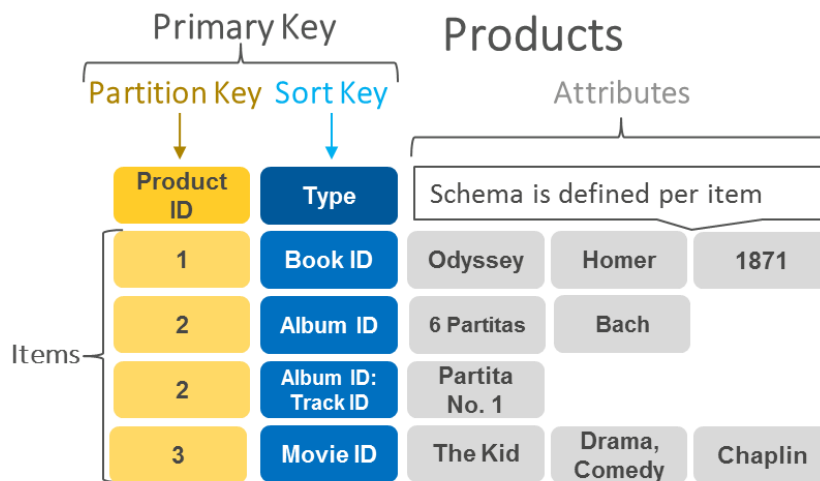 Primary Key
Products
Partition Key
Sort Key
Attributes
Product
ID
Type
Schema is defined per item
1
Book ID
Odyssey
Homer
1871
2
Album ID
6 Partitas
Bach
Items
2
Album ID:
Track ID
Partita
No. 1
3
Movie ID
The Kid
Drama,
Comedy
Chaplin